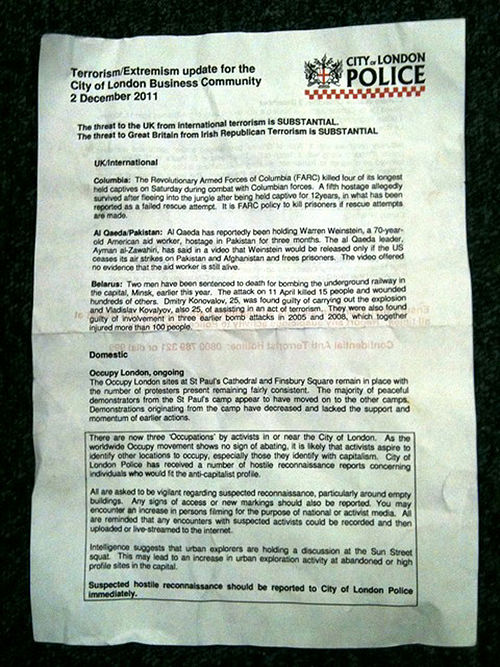 Terrorism/Extremism update for the
City of London Business Community
2 December 2011
CITY OF LONDON
POLICE
The threat to the UK from international terrorism is SUBSTANTIAL.
The threat to Great Britain from Irish Republican Terrorism is SUBSTANTIAL
UK/International
Columbia: The Revolutionary Armed Forces of Columbia (FARC) killed four of its longest
held captives on Saturday during combat with Columbian forces. A fifth hostage allegedly
survived after fleeing into the jungle after being held captive for 12years, in what has been
reported as a failed rescue attempt. It is FARC policy to kill prisoners if rescue attempts
are made.
Al Qaeda/Pakistan: Al Qaeda has reportedly been holding Warren Weinstein, a 70-year-
old American aid worker, hostage in Pakistan for three months. The al Qaeda leader,
Ayman al-Zawahiri, has said in a video that Weinstein would be released only if the US
ceases its air strikes on Pakistan and Afghanistan and frees prisoners. The video offered
no evidence that the aid worker is still alive.
Belarus: Two men have been sentenced to death for bombing the underground railway in
the capital, Minsk, earlier this year. The attack on 11 April killed 15 people and wounded
hundreds of others. Dmitry Konovalov, 25, was found guilty of carrying out the explosion
and Vladislav Kovalyov, also 25, of assisting in an act of terrorism. They were also found
guilty of involvement in three earlier bomb attacks in 2005 and 2008, which together
injured more than 100 people.
Confidential Anti Terrorist Hotline: 0800 789 321 or dial 999
Domestic
Occupy London, ongoing
The Occupy London sites at St Paul's Cathedral and Finsbury Square remain in place with
the number of protesters present remaining fairly consistent. The majority of peaceful
demonstrators from the St Paul's camp appear to have moved on to the other camps.
Demonstrations originating from the camp have decreased and lacked the support and
momentum of earlier actions.
There are now three 'Occupations' by activists in or near the City of London. As the
worldwide Occupy movement shows no sign of abating, it is likely that activists aspire to
identify other locations to occupy, especially those they identify with capitalism. City of
London Police has received a number of hostile reconnaissance reports concerning
individuals who would fit the anti-capitalist profile.
All are asked to be vigilant regarding suspected reconnaissance, particularly around empty
buildings. Any signs of access or new markings should also be reported. You may
encounter an increase in persons filming for the purpose of national or activist media. All
are reminded that any encounters with suspected activists could be recorded and then
uploaded or live-streamed to the internet.
Intelligence suggests that urban explorers are holding a discussion at the Sun Street
squat. This may lead to an increase in urban exploration activity at abandoned or high
profile sites in the capital.
Suspected hostile reconnaissance should be reported to City of London Police
immediately.